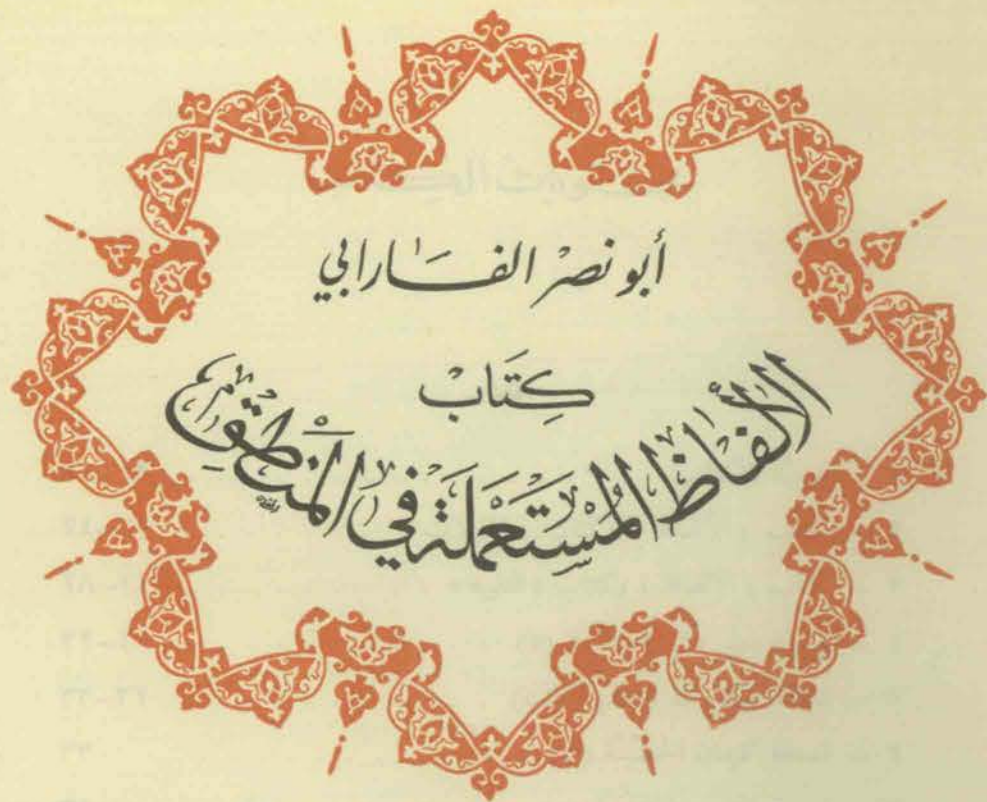 أبو نصر الفارابي
كتاب
الألفاظ المستعملة في المنطق